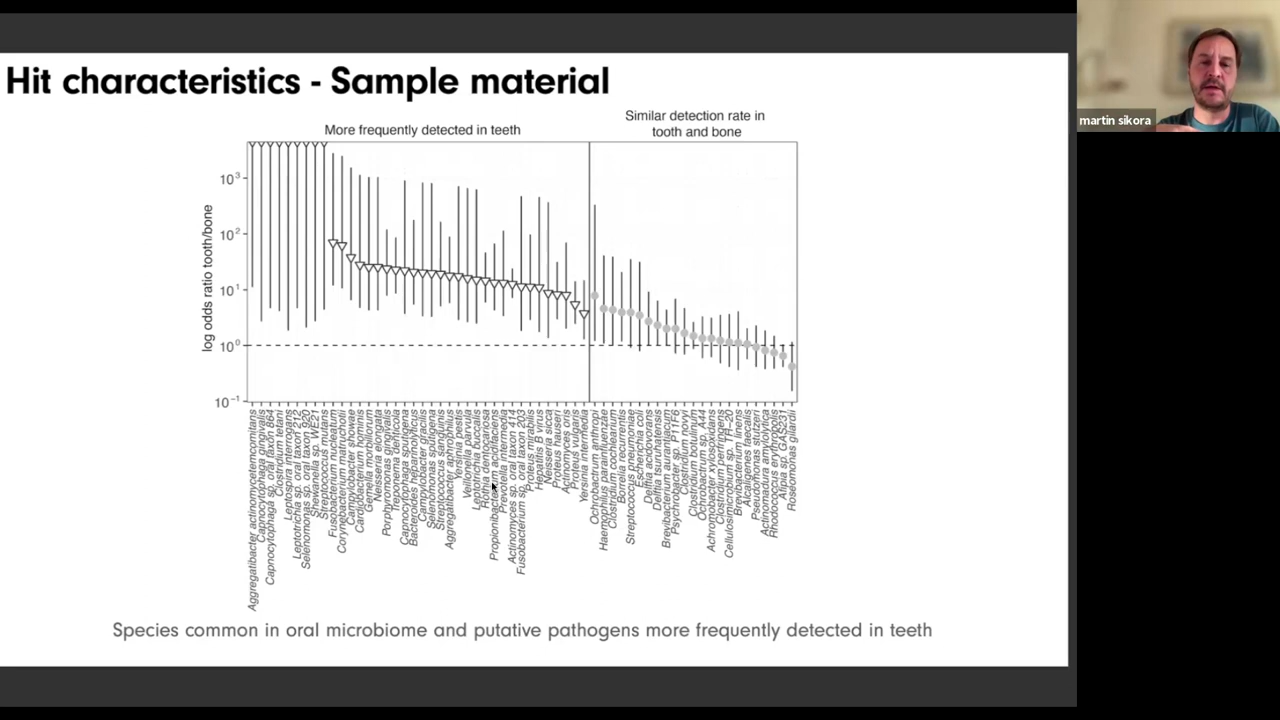 Hit characteristics - Sample material
martin sikora
More frequently detected in teeth
Similar detection rate in
tooth and bone
log odds ratio tooth/bone
10³
10²
10¹
10⁰
10⁻¹
Aggregatibacter actinomycetemcomitans
Capnocytophaga gingivalis
Capnocytophaga sp. oral taxon 864
Clostridium tetani
Leptospira interrogans
Leptotrichia sp. oral taxon 212
Selenomonas sp. oral taxon 920
Shewanella sp. WE21
Streptococcus mutans
Fusobacterium nucleatum
Corynebacterium matruchotii
Campylobacter showae
Cardiobacterium hominis
Gemella morbillorum
Neisseria elongata
Porphyromonas gingivalis
Treponema denticola
Capnocytophaga sputigena
Bacteroides heparinolyticus
Campylobacter gracilis
Selenomonas sputigena
Streptococcus sanguinis
Aggregatibacter aphrophilus
Yersinia pestis
Veillonella parvula
Leptotrichia buccalis
Rothia dentocariosa
Propionibacterium acidifaciens
Prevotella intermedia
Actinomyces sp. oral taxon 414
Fusobacterium sp. oral taxon 203
Proteus mirabilis
Hepatitis B virus
Neisseria sicca
Proteus hauseri
Actinomyces oris
Proteus vulgaris
Yersinia intermedia
Ochrobactrum anthropi
Haemophilus parainfluenzae
Clostridium cochlearium
Borrelia recurrentis
Streptococcus pneumoniae
Escherichia coli
Delftia acidovorans
Delftia tsuruhatensis
Brevibacterium aurantiacum
Psychrobacter sp. P11F6
Clostridium novyi
Clostridium botulinum
Ochrobactrum sp. A44
Achromobacter xylosoxidans
Clostridium perfringens
Cellulosimicrobium sp. TH-20
Brevibacterium linens
Alcaligenes faecalis
Pseudomonas stutzeri
Actinomadura amylolytica
Rhodococcus erythropolis
Afipia sp. GAS231
Roseomonas gilardii
Species common in oral microbiome and putative pathogens more frequently detected in teeth